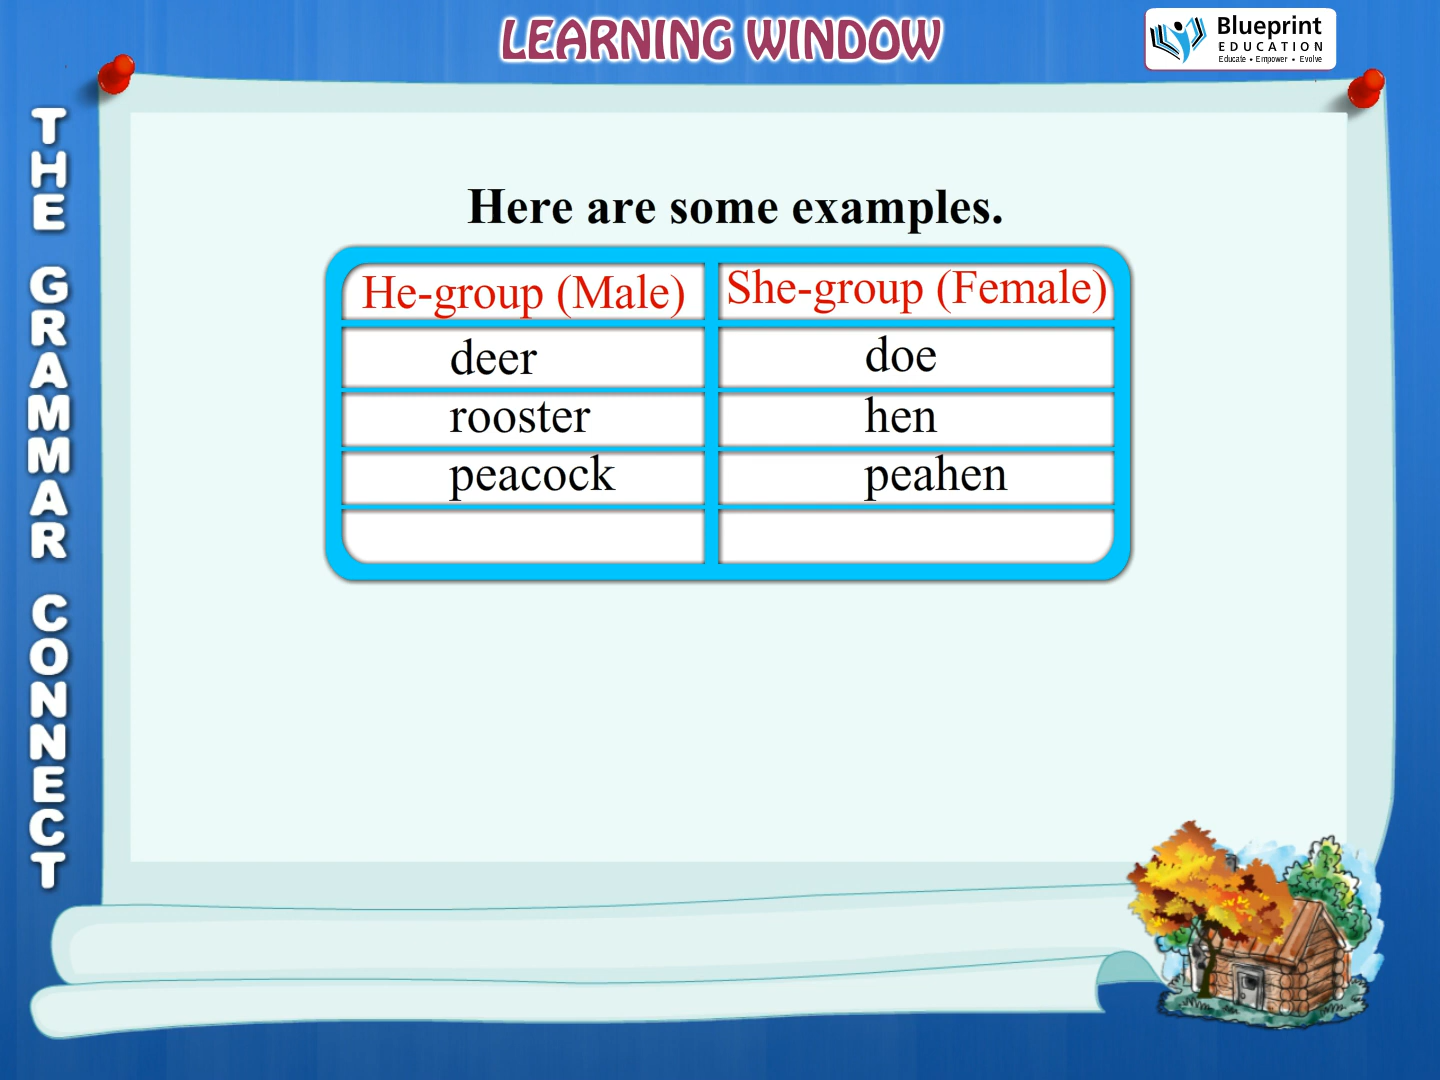 LEARNING WINDOW
Blueprint
EDUCATION
Educate • Empower • Evolve
THE GRAMMAR CONNECT
Here are some examples.
He-group (Male) She-group (Female)
deer doe
rooster hen
peacock peahen